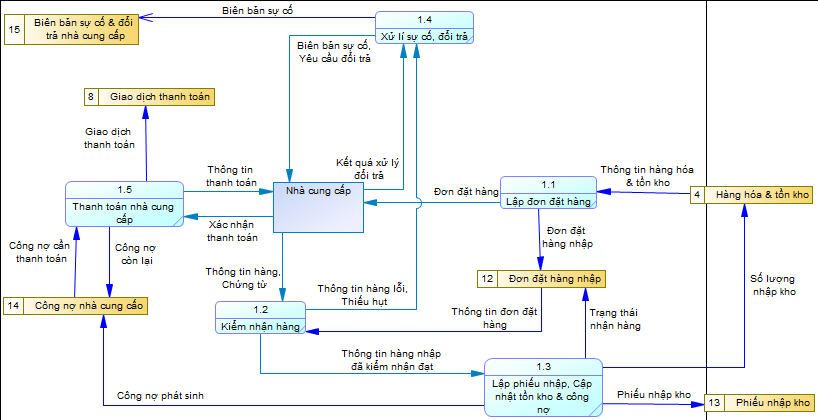 Biên bản sự cố
1.4
15
Biên bản sự cố & đổi
trả nhà cung cấp
Xử lí sự cố, đổi trả
Biên bản sự cố,
Yêu cầu đổi trả
8
Giao dịch thanh toán
Giao dịch
thanh toán
Kết quả xử lý
đổi trả
Thông tin
thanh toán
Thông tin hàng hóa
& tồn kho
1.5
Thanh toán nhà cung
cấp
Nhà cung cấp
Đơn đặt hàng
1.1
Lập đơn đặt hàng
4
Hàng hóa & tồn kho
Xác nhận
thanh toán
Công nợ cần
thanh toán
Công nợ
còn lại
Đơn đặt
hàng nhập
Thông tin hàng,
Chứng từ
12
Đơn đặt hàng nhập
Số lượng
nhập kho
Thông tin hàng lỗi,
Thiếu hụt
14
Công nợ nhà cung cấo
1.2
Kiểm nhận hàng
Thông tin đơn đặt
hàng
Trạng thái
nhận hàng
Thông tin hàng nhập
đã kiểm nhận đạt
1.3
Lập phiếu nhập, Cập
nhật tồn kho & công
nợ
Công nợ phát sinh
Phiếu nhập kho
13
Phiếu nhập kho